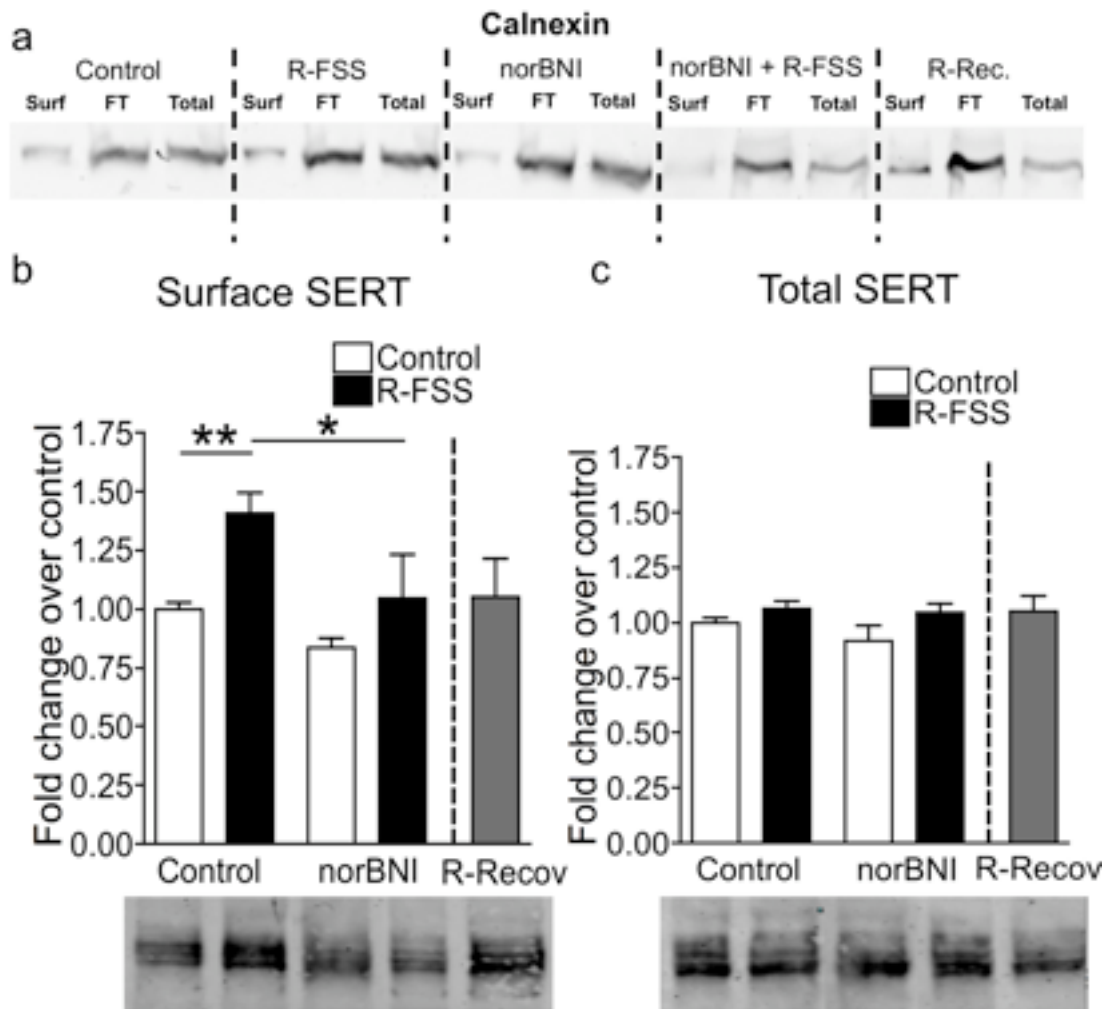 a
Calnexin
Control R-FSS norBNI norBNI + R-FSS R-Rec.
Surf FT Total Surf FT Total Surf FT Total Surf FT Total Surf FT Total
b
Surface SERT
Control
R-FSS
Fold change over control
1.75
1.50
1.25
1.00
0.75
0.50
0.25
0.00
** *
Control norBNI R-Recov
c
Total SERT
Control
R-FSS
Fold change over control
1.75
1.50
1.25
1.00
0.75
0.50
0.25
0.00
Control norBNI R-Recov